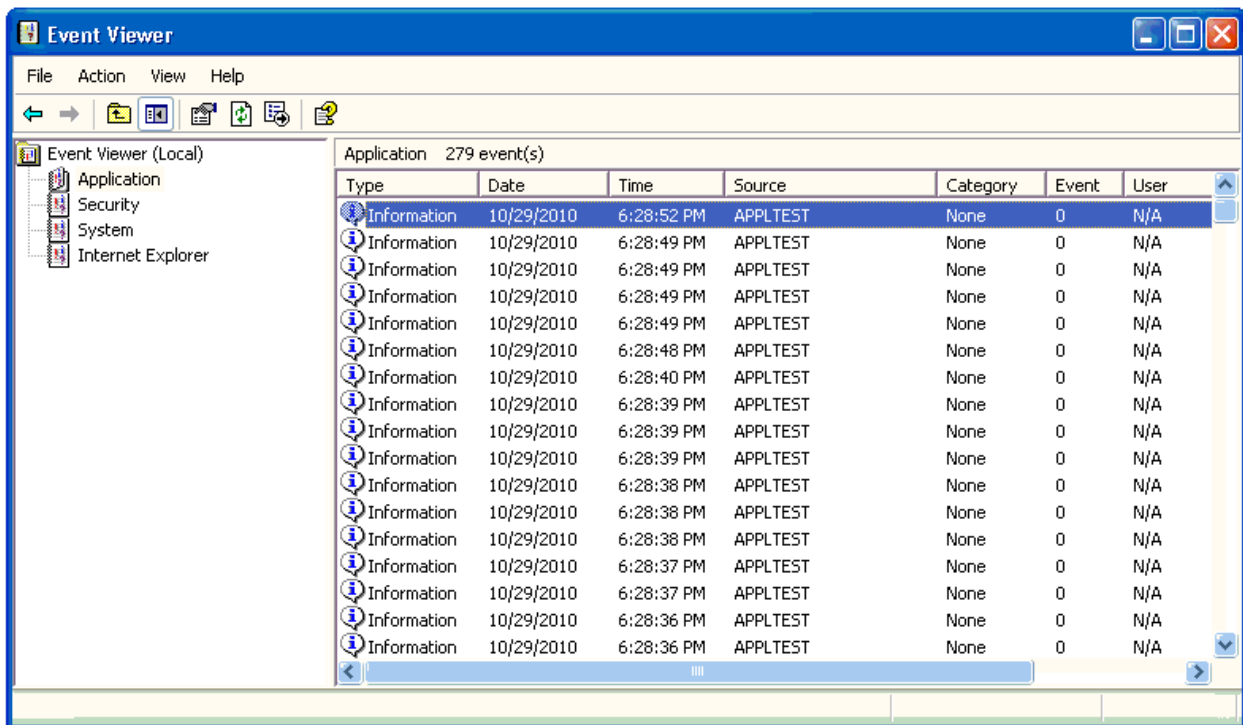 Event Viewer
File Action View Help
Event Viewer (Local)
Application
Security
System
Internet Explorer
Application 279 event(s)
Type Date Time Source Category Event User
Information 10/29/2010 6:28:52 PM APPLTEST None 0 N/A
Information 10/29/2010 6:28:49 PM APPLTEST None 0 N/A
Information 10/29/2010 6:28:49 PM APPLTEST None 0 N/A
Information 10/29/2010 6:28:49 PM APPLTEST None 0 N/A
Information 10/29/2010 6:28:49 PM APPLTEST None 0 N/A
Information 10/29/2010 6:28:48 PM APPLTEST None 0 N/A
Information 10/29/2010 6:28:40 PM APPLTEST None 0 N/A
Information 10/29/2010 6:28:39 PM APPLTEST None 0 N/A
Information 10/29/2010 6:28:39 PM APPLTEST None 0 N/A
Information 10/29/2010 6:28:39 PM APPLTEST None 0 N/A
Information 10/29/2010 6:28:38 PM APPLTEST None 0 N/A
Information 10/29/2010 6:28:38 PM APPLTEST None 0 N/A
Information 10/29/2010 6:28:38 PM APPLTEST None 0 N/A
Information 10/29/2010 6:28:37 PM APPLTEST None 0 N/A
Information 10/29/2010 6:28:37 PM APPLTEST None 0 N/A
Information 10/29/2010 6:28:36 PM APPLTEST None 0 N/A
Information 10/29/2010 6:28:36 PM APPLTEST None 0 N/A